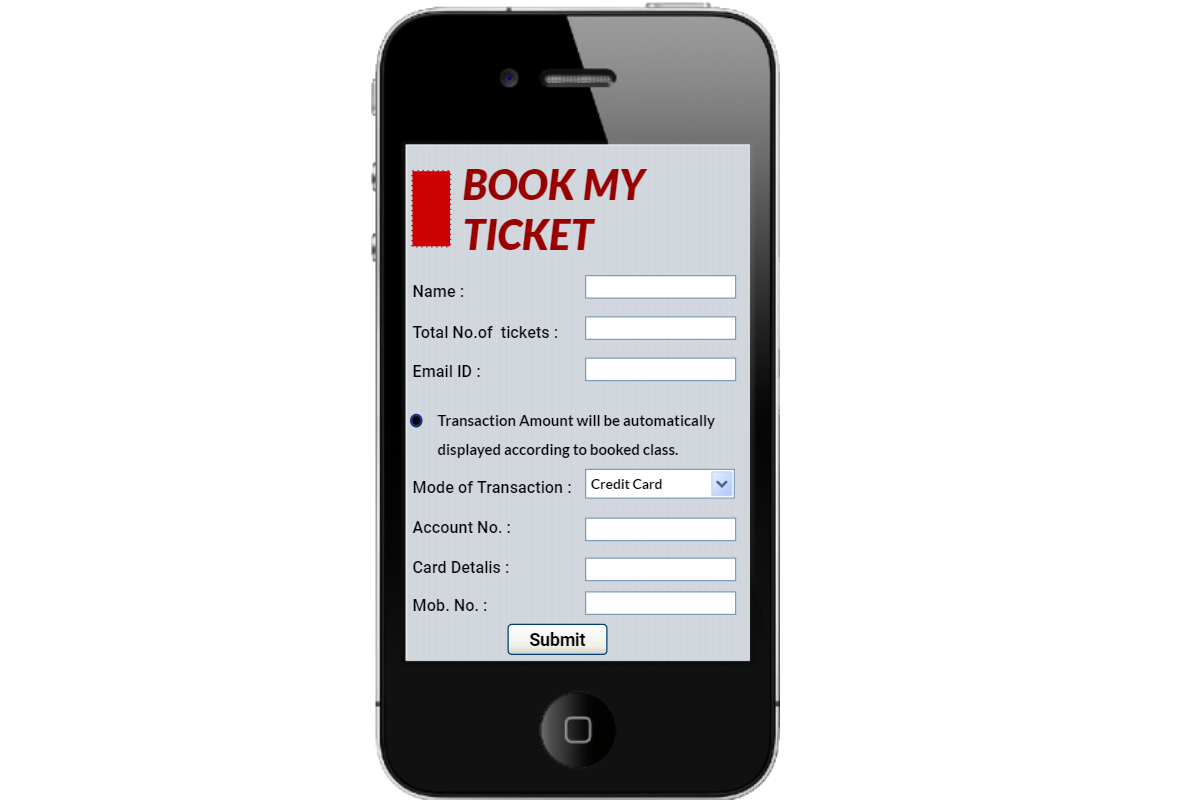 BOOK MY
TICKET
Name :
Total No.of  tickets :
Email ID :
Transaction Amount will be automatically
displayed according to booked class.
Mode of Transaction : Credit Card
Account No. :
Card Detalis :
Mob. No. :
Submit